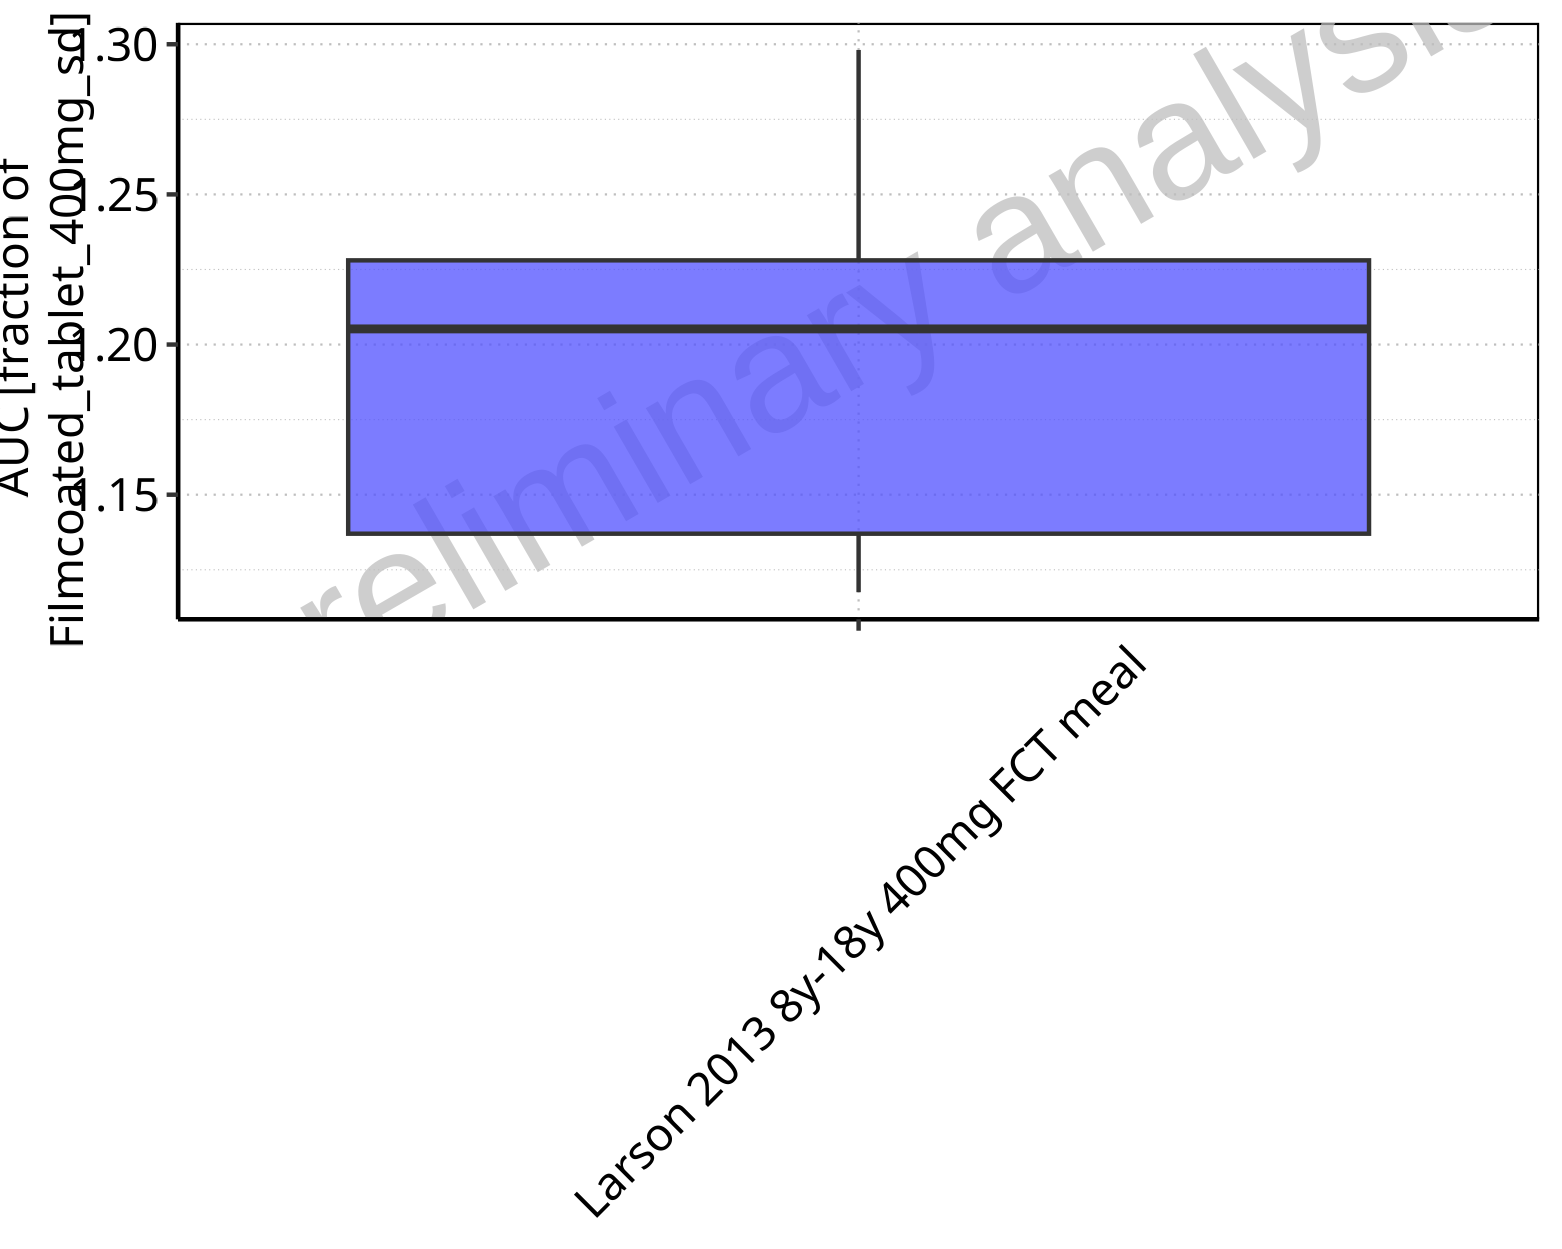 AUC [fraction of
Filmcoated_tablet_400mg_sd]
1.30
1.25
1.20
1.15
reliminary analysis
Larson 2013 8y-18y 400mg FCT meal